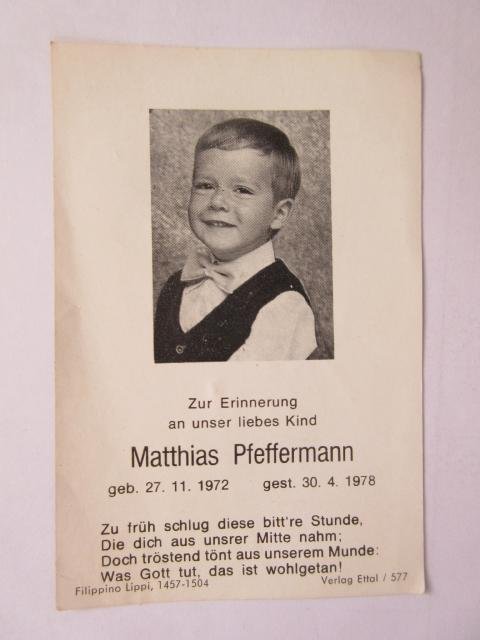 Zur Erinnerung
an unser liebes Kind
Matthias Pfeffermann
geb. 27. 11. 1972 gest. 30. 4. 1978
Zu früh schlug diese bitt're Stunde,
Die dich aus unsrer Mitte nahm;
Doch tröstend tönt aus unserem Munde:
Was Gott tut, das ist wohlgetan!
Filippino Lippi, 1457-1504 Verlag Ettal / 577